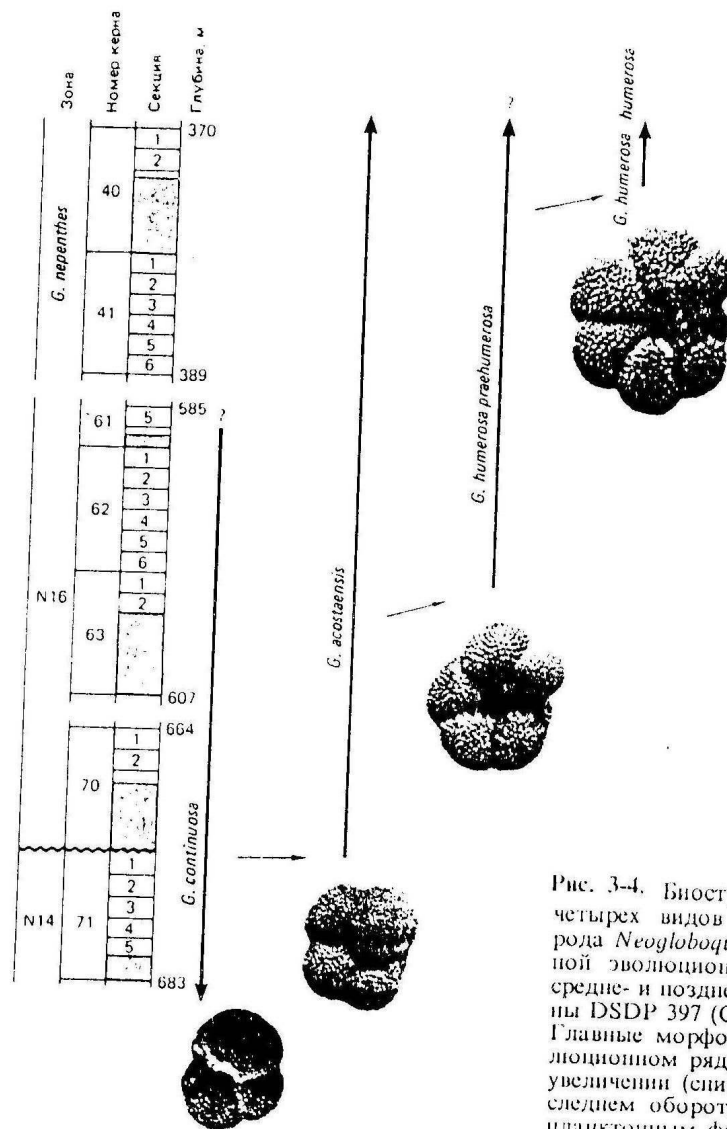 Зона
Номер керна
Секция
Глубина, м
G. nepenthes
40
1
2
370
41
1
2
3
4
5
6
389
N16
61
5
585
?
62
1
2
3
4
5
6
63
1
2
607
664
70
1
2
N14
71
1
2
3
4
5
683
G. continuosa
G. acostaensis
?
G. humerosa praehumerosa
G. humerosa humerosa
Рис. 3-4. Биост
четырех видов
рода Neogloboqu
ной эволюцион
средне- и поздне
ны DSDP 397 (С
Главные морфо
люционном ряд
увеличении (сни
следнем оборот
планктонным ф